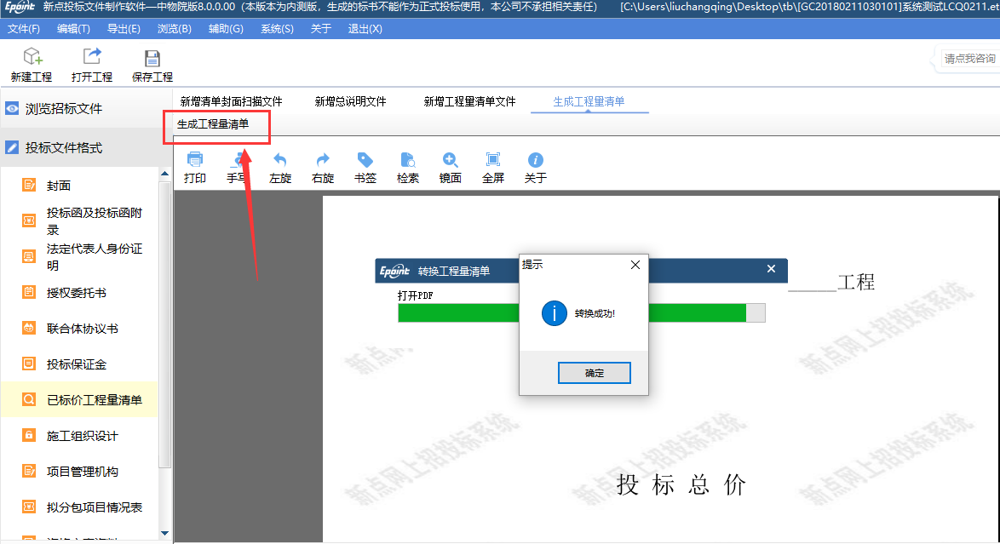 Epoint 新点投标文件制作软件—中物院版8.0.0.00（本版本为内测版，生成的标书不能作为正式投标使用，本公司不承担相关责任） [C:\Users\liuchangqing\Desktop\tb\[GC20180211030101]系统测试LCQ0211.et
文件(F) 编辑(T) 导出(E) 浏览(B) 辅助(G) 系统(S) 关于 退出(X)
新建工程 打开工程 保存工程
请点我咨询
浏览招标文件
投标文件格式
封面
投标函及投标函附
录
法定代表人身份证
明
授权委托书
联合体协议书
投标保证金
已标价工程量清单
施工组织设计
项目管理机构
拟分包项目情况表
新增清单封面扫描文件 新增总说明文件 新增工程量清单文件 生成工程量清单
生成工程量清单
打印 手写 左旋 右旋 书签 检索 镜面 全屏 关于
Epoint 转换工程量清单
打开PDF
提示
转换成功!
确定
工程
投标总价
新点网上招投标系统
新点网上招投标系统
新点网上招投标系统
新点网上招投标系统